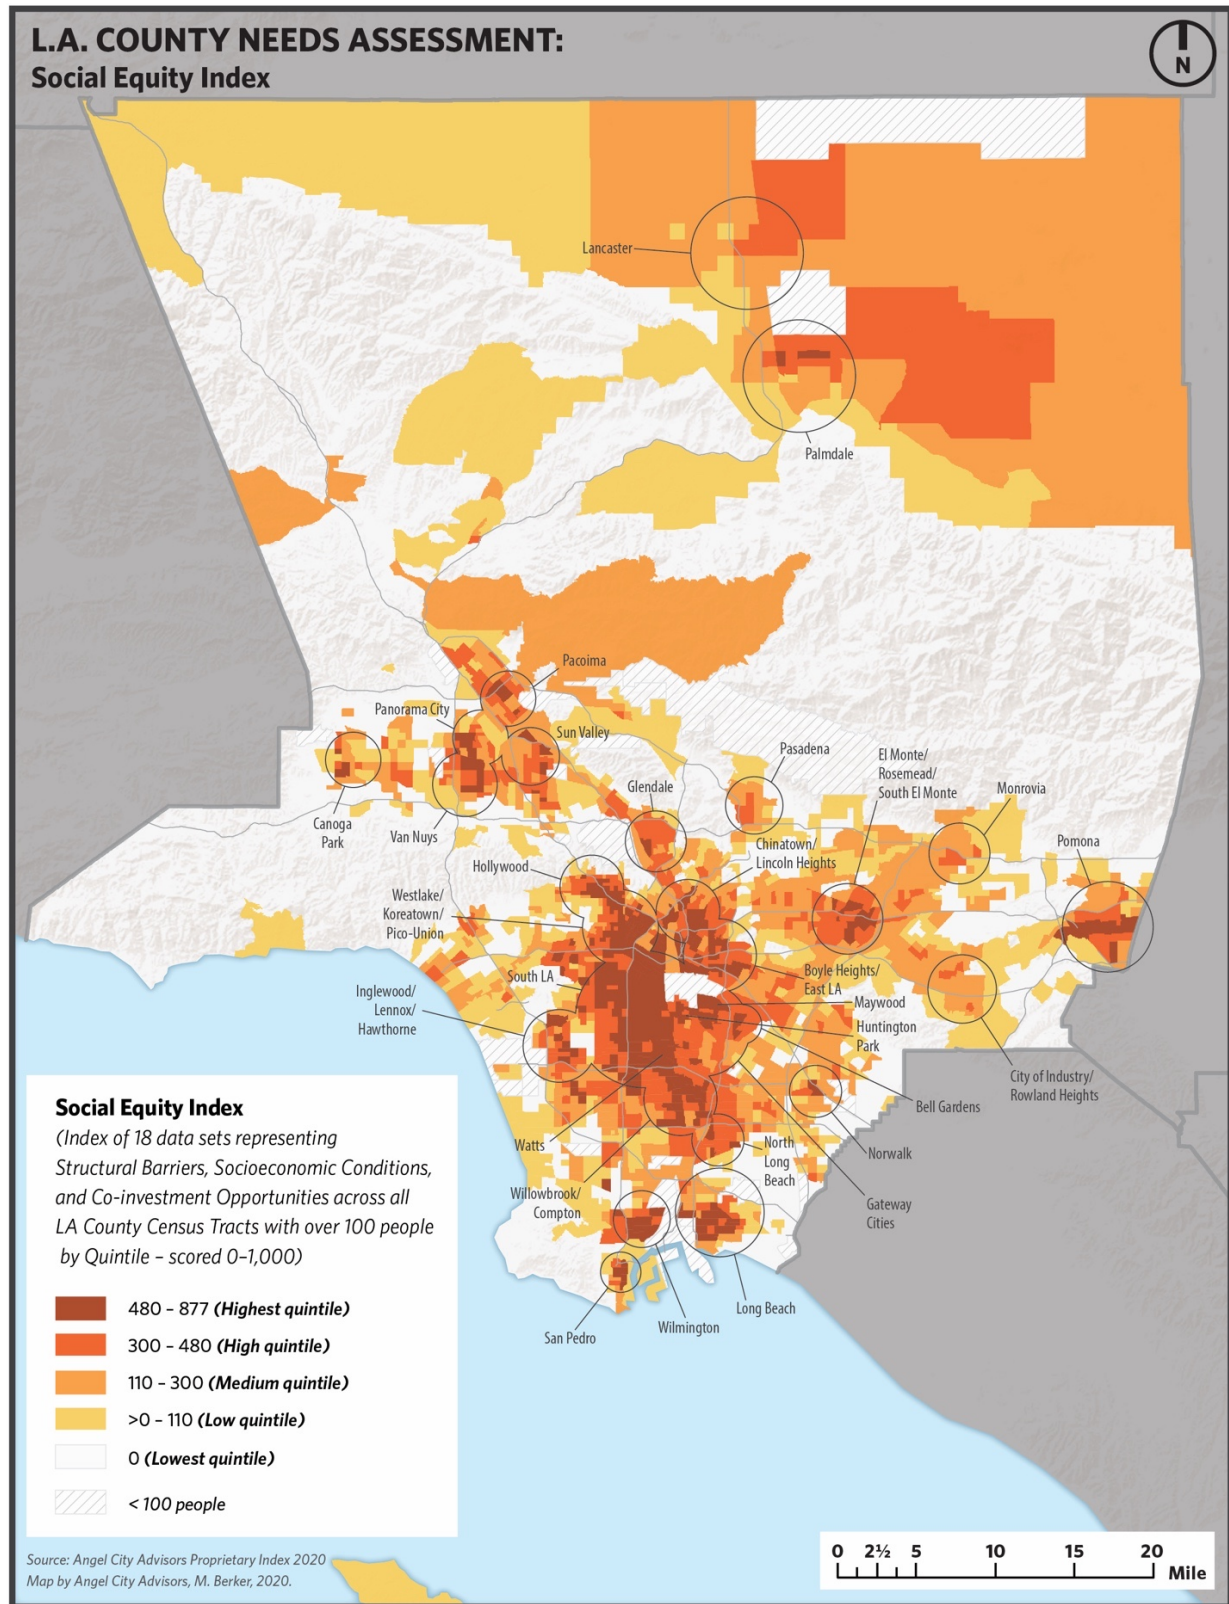 L.A. COUNTY NEEDS ASSESSMENT:
Social Equity Index
N
Lancaster
Palmdale
Pacoima
Panorama City
Sun Valley
Pasadena
El Monte/
Rosemead/
South El Monte
Glendale
Monrovia
Canoga
Park
Van Nuys
Chinatown/
Lincoln Heights
Pomona
Hollywood
Westlake/
Koreatown/
Pico-Union
South LA
Boyle Heights/
East LA
Inglewood/
Lennox/
Hawthorne
Maywood
Huntington
Park
City of Industry/
Rowland Heights
Bell Gardens
Watts
North
Long
Beach
Norwalk
Willowbrook/
Compton
Gateway
Cities
Long Beach
Wilmington
San Pedro
Social Equity Index
(Index of 18 data sets representing
Structural Barriers, Socioeconomic Conditions,
and Co-investment Opportunities across all
LA County Census Tracts with over 100 people
by Quintile – scored 0–1,000)
480 – 877 (Highest quintile)
300 – 480 (High quintile)
110 – 300 (Medium quintile)
>0 – 110 (Low quintile)
0 (Lowest quintile)
< 100 people
Source: Angel City Advisors Proprietary Index 2020
Map by Angel City Advisors, M. Berker, 2020.
0 2½ 5 10 15 20
Mile